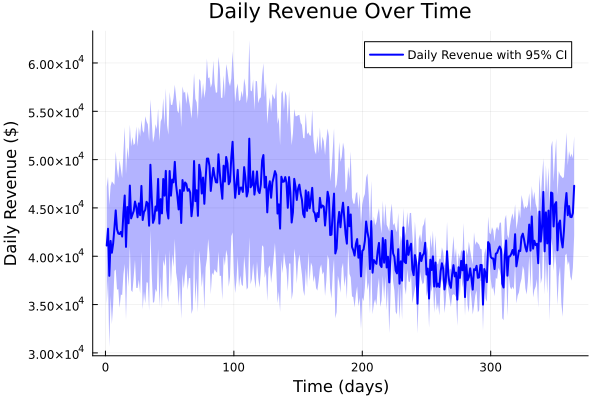 Daily Revenue Over Time
Daily Revenue with 95% CI
Daily Revenue ($)
6.00×10⁴
5.50×10⁴
5.00×10⁴
4.50×10⁴
4.00×10⁴
3.50×10⁴
3.00×10⁴
0 100 200 300
Time (days)